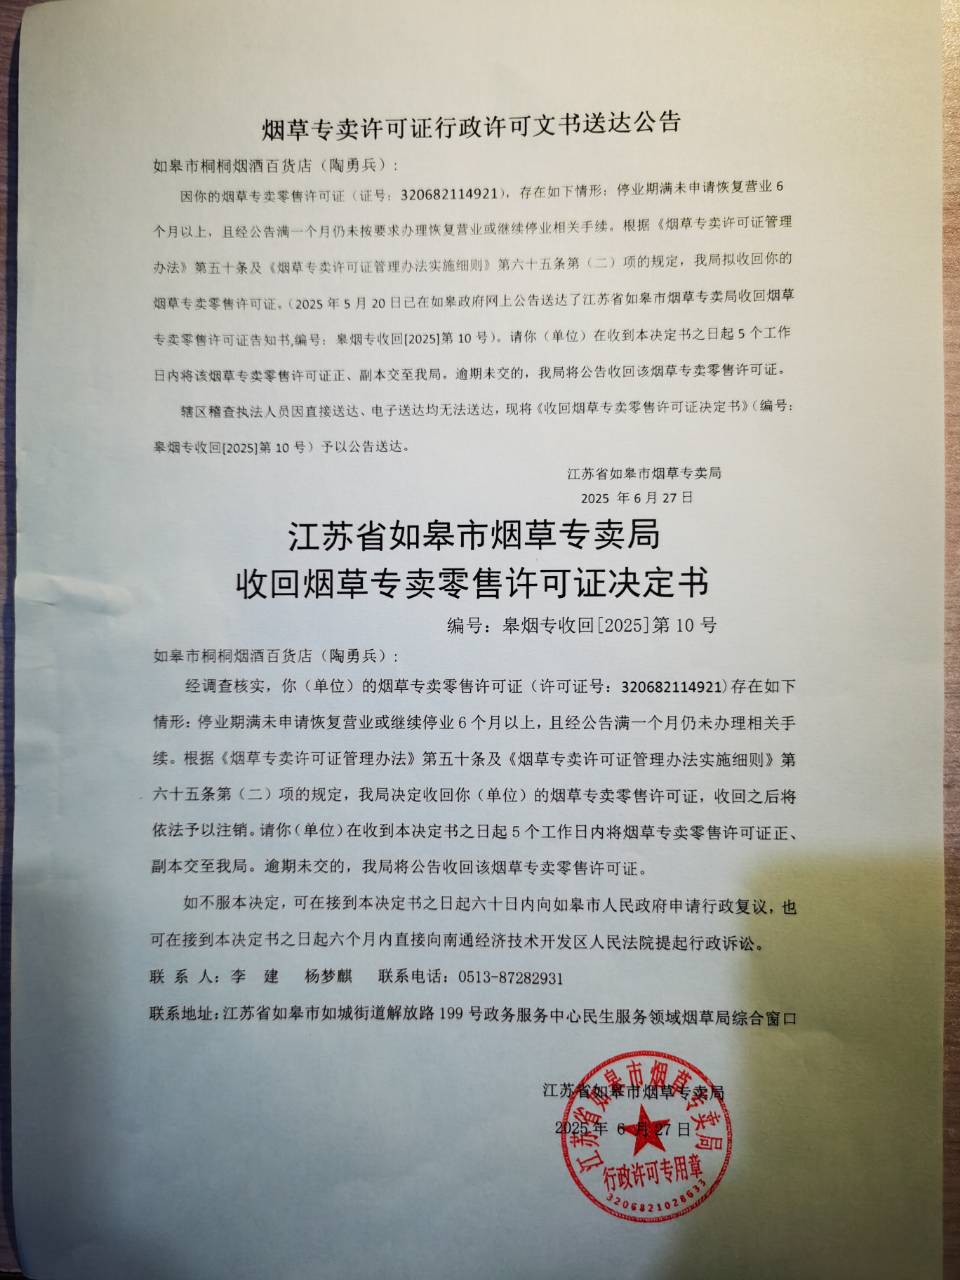 烟草专卖许可证行政许可文书送达公告
如皋市桐桐烟酒百货店（陶勇兵）：
因你的烟草专卖零售许可证（证号：320682114921），存在如下情形：停业期满未申请恢复营业6
个月以上，且经公告满一个月仍未按要求办理恢复营业或继续停业相关手续。根据《烟草专卖许可证管理
办法》第五十条及《烟草专卖许可证管理办法实施细则》第六十五条第（二）项的规定，我局拟收回你的
烟草专卖零售许可证。（2025年5月20日已在如皋政府网上公告送达了江苏省如皋市烟草专卖局收回烟草
专卖零售许可证告知书,编号：皋烟专收回[2025]第10号）。请你（单位）在收到本决定书之日起5个工作
日内将该烟草专卖零售许可证正、副本交至我局。逾期未交的，我局将公告收回该烟草专卖零售许可证。
辖区稽查执法人员因直接送达、电子送达均无法送达，现将《收回烟草专卖零售许可证决定书》（编号：
皋烟专收回[2025]第10号）予以公告送达。
江苏省如皋市烟草专卖局
2025 年6月27日
江苏省如皋市烟草专卖局
收回烟草专卖零售许可证决定书
编号：皋烟专收回[2025]第10号
如皋市桐桐烟酒百货店（陶勇兵）：
经调查核实，你（单位）的烟草专卖零售许可证（许可证号：320682114921)存在如下
情形：停业期满未申请恢复营业或继续停业6个月以上，且经公告满一个月仍未办理相关手
续。根据《烟草专卖许可证管理办法》第五十条及《烟草专卖许可证管理办法实施细则》第
六十五条第（二）项的规定，我局决定收回你（单位）的烟草专卖零售许可证，收回之后将
依法予以注销。请你（单位）在收到本决定书之日起5个工作日内将烟草专卖零售许可证正、
副本交至我局。逾期未交的，我局将公告收回该烟草专卖零售许可证。
如不服本决定，可在接到本决定书之日起六十日内向如皋市人民政府申请行政复议，也
可在接到本决定书之日起六个月内直接向南通经济技术开发区人民法院提起行政诉讼。
联 系 人：李 建 杨梦麒 联系电话：0513-87282931
联系地址：江苏省如皋市如城街道解放路199号政务服务中心民生服务领域烟草局综合窗口
江苏省如皋市烟草专卖局
2025年 6 月27日
江苏省如皋市烟草专卖局
行政许可专用章
3206821028633